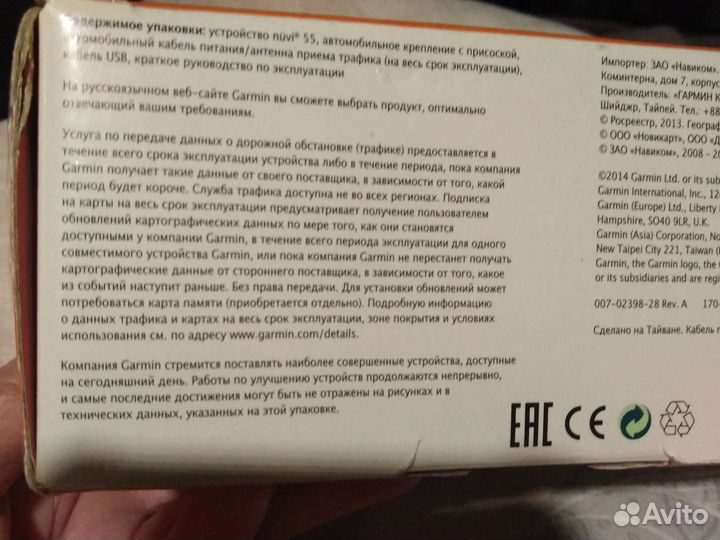 Содержимое упаковки: устройство nüvi® 55, автомобильное крепление с присоской,
автомобильный кабель питания/антенна приема трафика (на весь срок эксплуатации),
кабель USB, краткое руководство по эксплуатации
На русскоязычном веб-сайте Garmin вы сможете выбрать продукт, оптимально
отвечающий вашим требованиям.
Услуга по передаче данных о дорожной обстановке (трафике) предоставляется в
течение всего срока эксплуатации устройства либо в течение периода, пока компания
Garmin получает такие данные от своего поставщика, в зависимости от того, какой
период будет короче. Служба трафика доступна не во всех регионах. Подписка
на карты на весь срок эксплуатации предусматривает получение пользователем
обновлений картографических данных по мере того, как они становятся
доступными у компании Garmin, в течение всего периода эксплуатации для одного
совместимого устройства Garmin, или пока компания Garmin не перестанет получать
картографические данные от стороннего поставщика, в зависимости от того, какое
из событий наступит раньше. Без права передачи. Для установки обновлений может
потребоваться карта памяти (приобретается отдельно). Подробную информацию
о данных трафика и картах на весь срок эксплуатации, зоне покрытия и условиях
использования см. по адресу www.garmin.com/details.
Компания Garmin стремится поставлять наиболее совершенные устройства, доступные
на сегодняшний день. Работы по улучшению устройств продолжаются непрерывно,
и самые последние достижения могут быть не отражены на рисунках и в
технических данных, указанных на этой упаковке.
Импортер: ЗАО «Навиком»,
Коминтерна, дом 7, корпус
Производитель: «ГАРМИН К
Шийджр, Тайпей. Тел.: +88
© Росреестр, 2013. Географ
© ООО «Новикарт», ООО «Д
© ЗАО «Навиком», 2008 - 20
©2014 Garmin Ltd. or its sub
Garmin International, Inc., 12
Garmin (Europe) Ltd., Liberty
Hampshire, SO40 9LR, U.K.
Garmin (Asia) Corporation, No
New Taipei City 221, Taiwan (
Garmin, the Garmin logo, the
or its subsidiaries and are regi
007-02398-28 Rev. A 170-
Сделано на Тайване. Кабель п
EAC CE
Avito